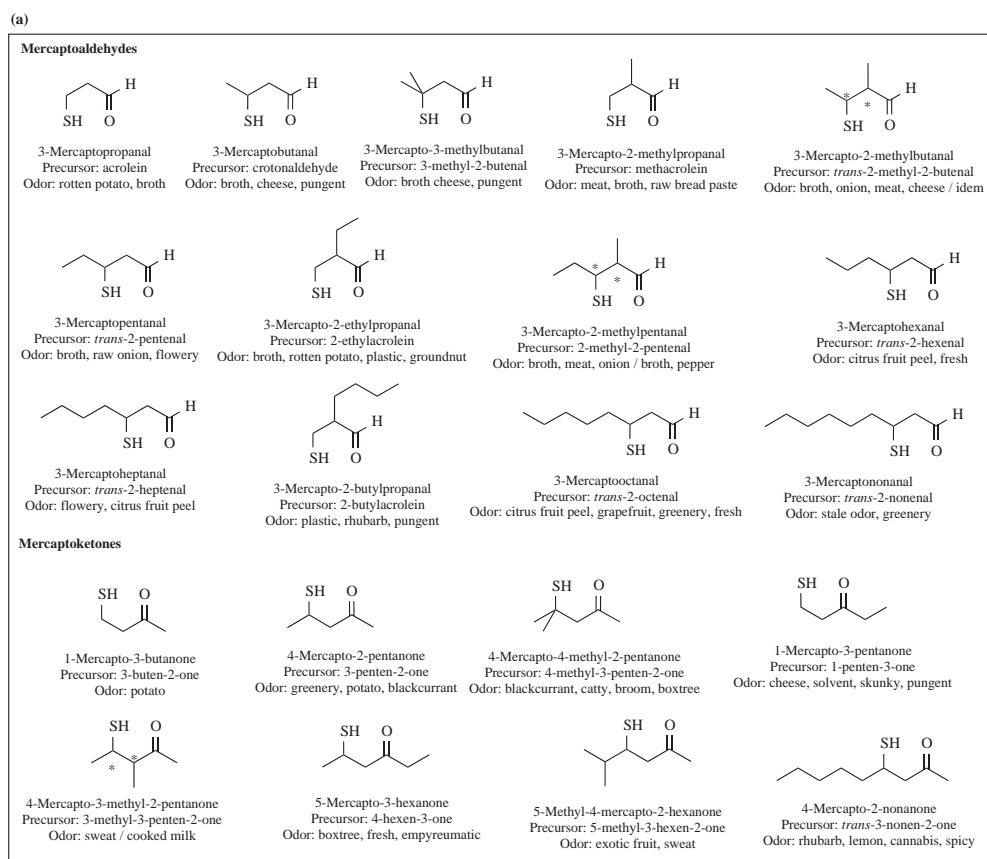 (a)
Mercaptoaldehydes
H
SH
O
3-Mercaptopropanal
Precursor: acrolein
Odor: rotten potato, broth
H
SH
O
3-Mercaptobutanal
Precursor: crotonaldehyde
Odor: broth, cheese, pungent
H
SH
O
3-Mercapto-3-methylbutanal
Precursor: 3-methyl-2-butenal
Odor: broth cheese, pungent
H
SH
O
3-Mercapto-2-methylpropanal
Precursor: methacrolein
Odor: meat, broth, raw bread paste
*
*
H
SH
O
3-Mercapto-2-methylbutanal
Precursor: trans-2-methyl-2-butenal
Odor: broth, onion, meat, cheese / idem
H
SH
O
3-Mercaptopentanal
Precursor: trans-2-pentenal
Odor: broth, raw onion, flowery
H
SH
O
3-Mercapto-2-ethylpropanal
Precursor: 2-ethylacrolein
Odor: broth, rotten potato, plastic, groundnut
*
*
H
SH
O
3-Mercapto-2-methylpentanal
Precursor: 2-methyl-2-pentenal
Odor: broth, meat, onion / broth, pepper
H
SH
O
3-Mercaptohexanal
Precursor: trans-2-hexenal
Odor: citrus fruit peel, fresh
H
SH
O
3-Mercaptoheptanal
Precursor: trans-2-heptenal
Odor: flowery, citrus fruit peel
H
SH
O
3-Mercapto-2-butylpropanal
Precursor: 2-butylacrolein
Odor: plastic, rhubarb, pungent
H
SH
O
3-Mercaptooctanal
Precursor: trans-2-octenal
Odor: citrus fruit peel, grapefruit, greenery, fresh
H
SH
O
3-Mercaptononanal
Precursor: trans-2-nonenal
Odor: stale odor, greenery
Mercaptoketones
SH
O
1-Mercapto-3-butanone
Precursor: 3-buten-2-one
Odor: potato
SH
O
4-Mercapto-2-pentanone
Precursor: 3-penten-2-one
Odor: greenery, potato, blackcurrant
SH
O
4-Mercapto-4-methyl-2-pentanone
Precursor: 4-methyl-3-penten-2-one
Odor: blackcurrant, catty, broom, boxtree
SH
O
1-Mercapto-3-pentanone
Precursor: 1-penten-3-one
Odor: cheese, solvent, skunky, pungent
SH
O
*
*
4-Mercapto-3-methyl-2-pentanone
Precursor: 3-methyl-3-penten-2-one
Odor: sweat / cooked milk
SH
O
5-Mercapto-3-hexanone
Precursor: 4-hexen-3-one
Odor: boxtree, fresh, empyreumatic
SH
O
5-Methyl-4-mercapto-2-hexanone
Precursor: 5-methyl-3-hexen-2-one
Odor: exotic fruit, sweat
SH
O
4-Mercapto-2-nonanone
Precursor: trans-3-nonen-2-one
Odor: rhubarb, lemon, cannabis, spicy